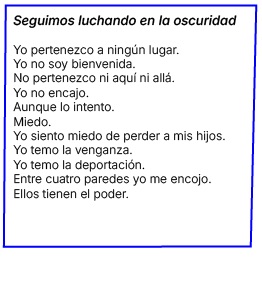 Seguimos luchando en la oscuridad
Yo pertenezco a ningún lugar.
Yo no soy bienvenida.
No pertenezco ni aquí ni allá.
Yo no encajo.
Aunque lo intento.
Miedo.
Yo siento miedo de perder a mis hijos.
Yo temo la venganza.
Yo temo la deportación.
Entre cuatro paredes yo me encojo.
Ellos tienen el poder.